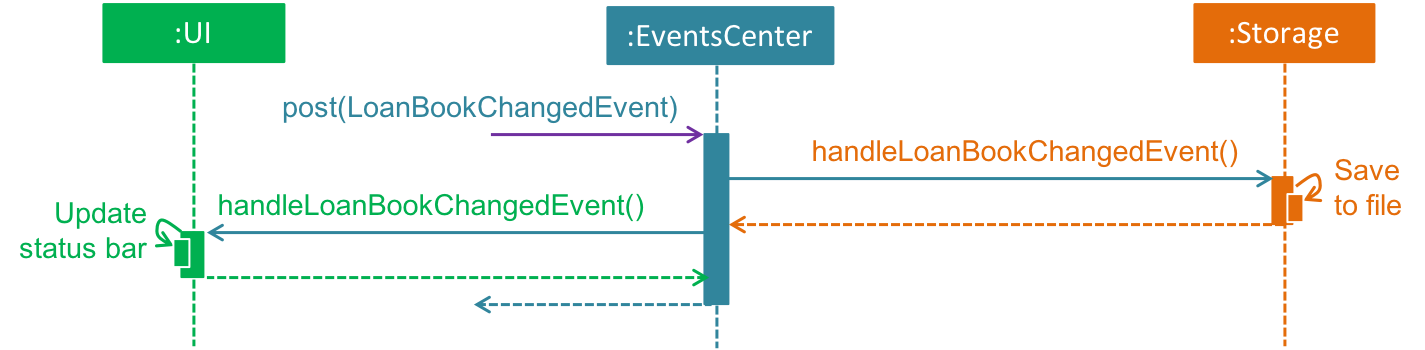 :UI
:EventsCenter
:Storage
post(LoanBookChangedEvent)
handleLoanBookChangedEvent()
Save
to file
handleLoanBookChangedEvent()
Update
status bar